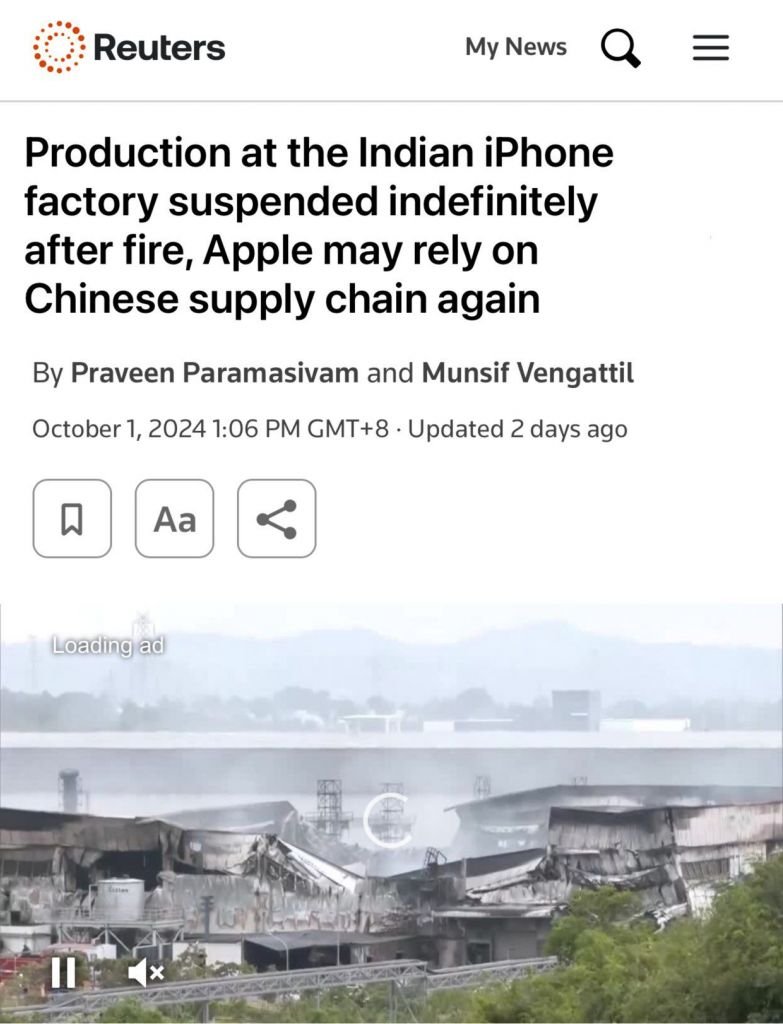 Reuters
My News
Production at the Indian iPhone
factory suspended indefinitely
after fire, Apple may rely on
Chinese supply chain again
By Praveen Paramasivam and Munsif Vengattil
October 1, 2024 1:06 PM GMT+8 · Updated 2 days ago
Aa
Loading ad